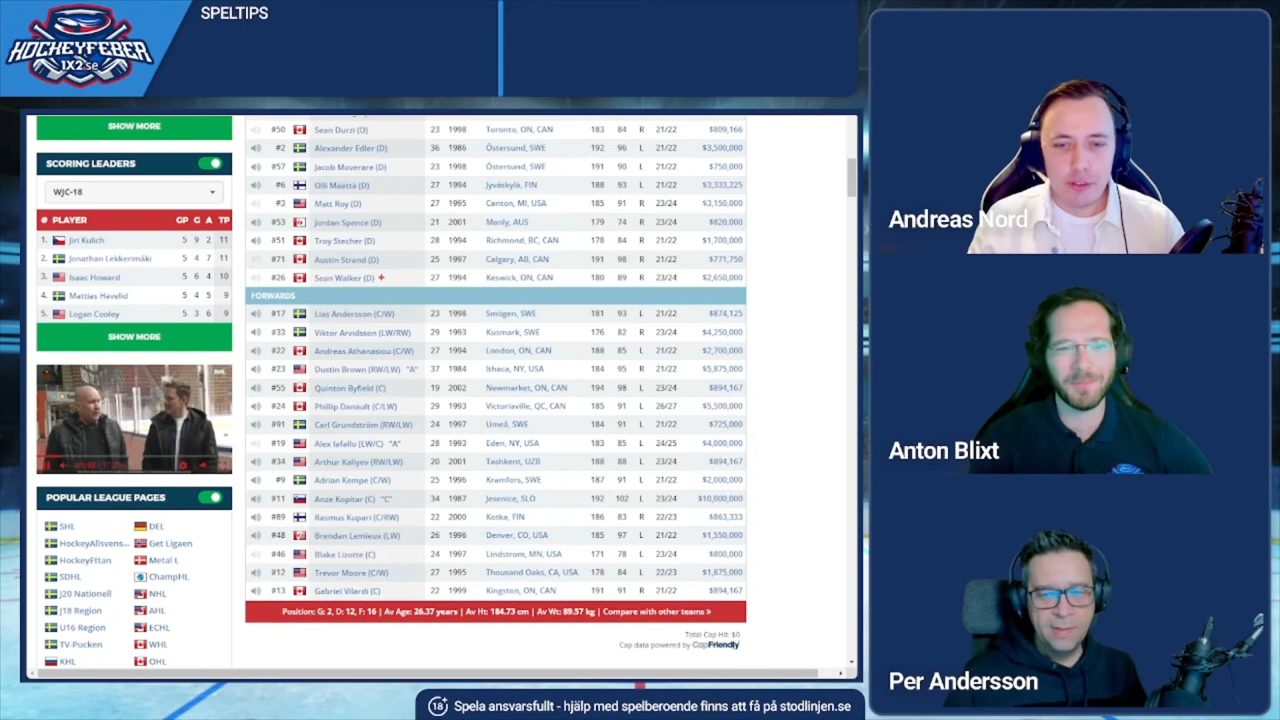 SPELTIPS
HOCKEYFEBER
1X2.se
SHOW MORE
SCORING LEADERS
WJC-18
# PLAYER GP G A TP
1. Jiri Kulich 5 9 2 11
2. Jonathan Lekkerimäki 5 4 7 11
3. Isaac Howard 5 6 4 10
4. Mattias Havelid 5 4 5 9
5. Logan Cooley 5 3 6 9
SHOW MORE
POPULAR LEAGUE PAGES
SHL DEL
HockeyAllsvens... Get Ligaen
HockeyEttan Metal L
SDHL ChampHL
J20 Nationell NHL
J18 Region AHL
U16 Region ECHL
TV-Pucken WHL
KHL OHL
#50 Sean Durzi (D) 23 1998 Toronto, ON, CAN 183 84 R 21/22 $809,166
#2 Alexander Edler (D) 36 1986 Östersund, SWE 192 96 L 21/22 $3,500,000
#57 Jacob Moverare (D) 23 1998 Östersund, SWE 191 90 L 21/22 $750,000
#6 Olli Määttä (D) 27 1994 Jyväskylä, FIN 188 93 L 21/22 $3,333,225
#3 Matt Roy (D) 27 1995 Canton, MI, USA 185 91 R 23/24 $3,150,000
#53 Jordan Spence (D) 21 2001 Manly, AUS 179 74 R 23/24 $820,000
#51 Troy Stecher (D) 28 1994 Richmond, BC, CAN 178 84 R 21/22 $1,700,000
#71 Austin Strand (D) 25 1997 Calgary, AB, CAN 191 98 R 21/22 $771,750
#26 Sean Walker (D) + 27 1994 Keswick, ON, CAN 180 89 R 23/24 $2,650,000
FORWARDS
#17 Lias Andersson (C/W) 23 1998 Smögen, SWE 181 93 L 21/22 $874,125
#33 Viktor Arvidsson (LW/RW) 29 1993 Kusmark, SWE 176 82 R 23/24 $4,250,000
#22 Andreas Athanasiou (C/W) 27 1994 London, ON, CAN 188 85 L 21/22 $2,700,000
#23 Dustin Brown (RW/LW) "A" 37 1984 Ithaca, NY, USA 184 95 R 21/22 $5,875,000
#55 Quinton Byfield (C) 19 2002 Newmarket, ON, CAN 194 98 L 23/24 $894,167
#24 Phillip Danault (C/LW) 29 1993 Victoriaville, QC, CAN 185 91 L 26/27 $5,500,000
#91 Carl Grundström (RW/LW) 24 1997 Umeå, SWE 184 91 L 21/22 $725,000
#19 Alex Iafallo (LW/C) "A" 28 1993 Eden, NY, USA 183 85 L 24/25 $4,000,000
#34 Arthur Kaliyev (RW/LW) 20 2001 Tashkent, UZB 188 88 L 23/24 $894,167
#9 Adrian Kempe (C/W) 25 1996 Kramfors, SWE 187 91 L 21/22 $2,000,000
#11 Anze Kopitar (C) "C" 34 1987 Jesenice, SLO 192 102 L 23/24 $10,000,000
#89 Rasmus Kupari (C/RW) 22 2000 Kotka, FIN 186 83 R 22/23 $863,333
#48 Brendan Lemieux (LW) 26 1996 Denver, CO, USA 185 97 L 21/22 $1,550,000
#46 Blake Lizotte (C) 24 1997 Lindstrom, MN, USA 171 78 L 23/24 $800,000
#12 Trevor Moore (C/W) 27 1995 Thousand Oaks, CA, USA 178 84 L 22/23 $1,875,000
#13 Gabriel Vilardi (C) 22 1999 Kingston, ON, CAN 191 91 R 23/24 $894,167
Position: G: 2, D: 12, F: 16 | Av Age: 26.37 years | Av Ht: 184.73 cm | Av Wt: 89.57 kg | Compare with other teams »
Total Cap Hit: $0
Cap data powered by CapFriendly
Andreas Nord
Anton Blixt
Per Andersson
18+ Spela ansvarsfullt - hjälp med spelberoende finns att få på stodlinjen.se